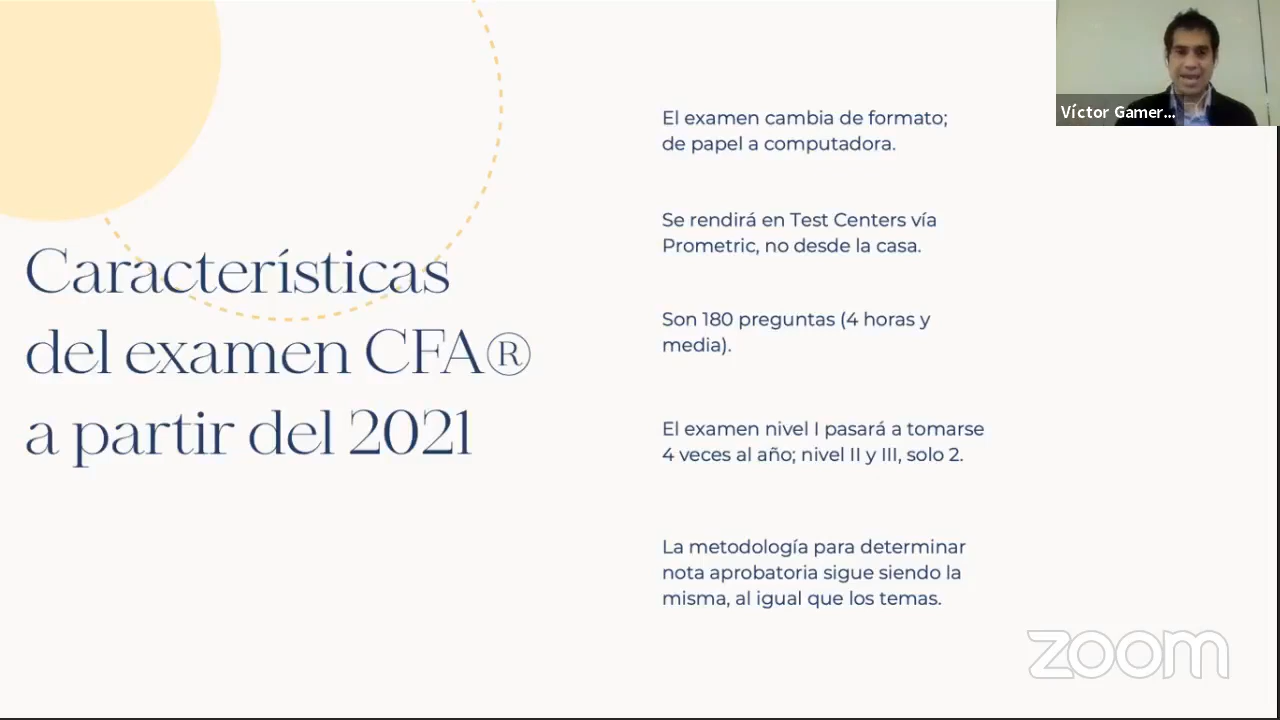 Características
del examen CFA®
a partir del 2021
El examen cambia de formato;
de papel a computadora.
Se rendirá en Test Centers vía
Prometric, no desde la casa.
Son 180 preguntas (4 horas y
media).
El examen nivel I pasará a tomarse
4 veces al año; nivel II y III, solo 2.
La metodología para determinar
nota aprobatoria sigue siendo la
misma, al igual que los temas.
Víctor Gamer...
zoom